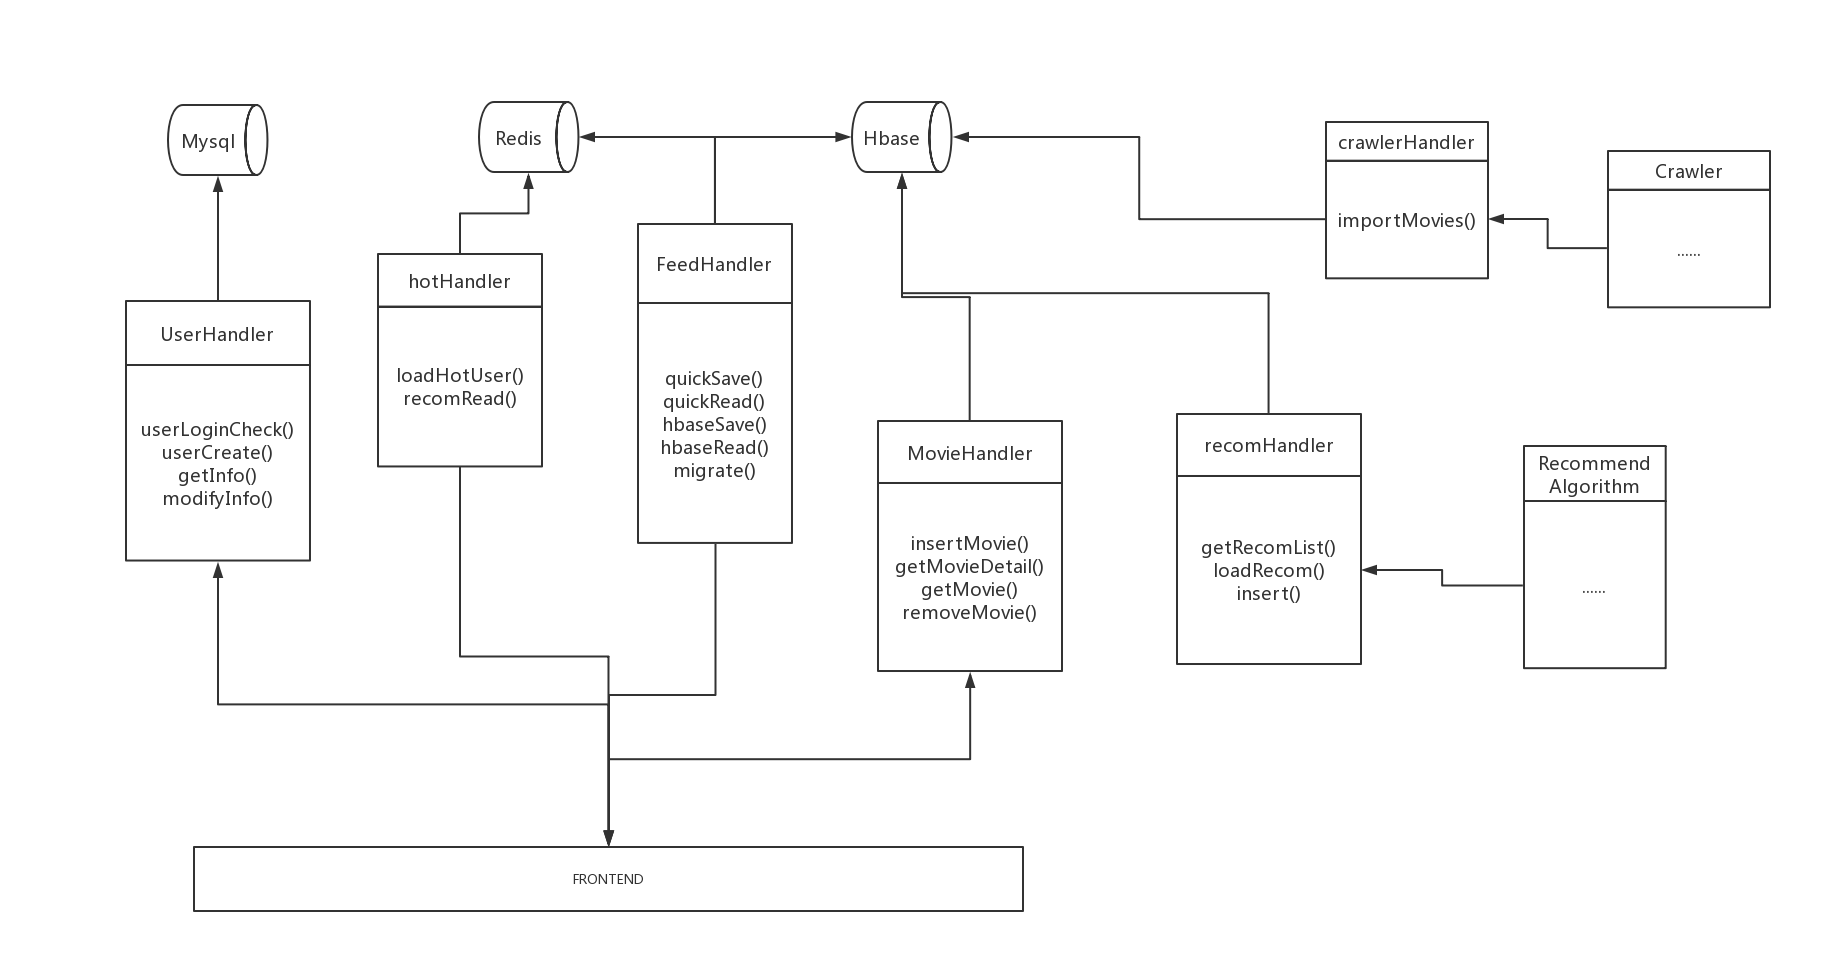 Mysql
Redis
Hbase
crawlerHandler
importMovies()
Crawler
......
UserHandler
userLoginCheck()
userCreate()
getInfo()
modifyInfo()
hotHandler
loadHotUser()
recomRead()
FeedHandler
quickSave()
quickRead()
hbaseSave()
hbaseRead()
migrate()
MovieHandler
insertMovie()
getMovieDetail()
getMovie()
removeMovie()
recomHandler
getRecomList()
loadRecom()
insert()
Recommend
Algorithm
......
FRONTEND